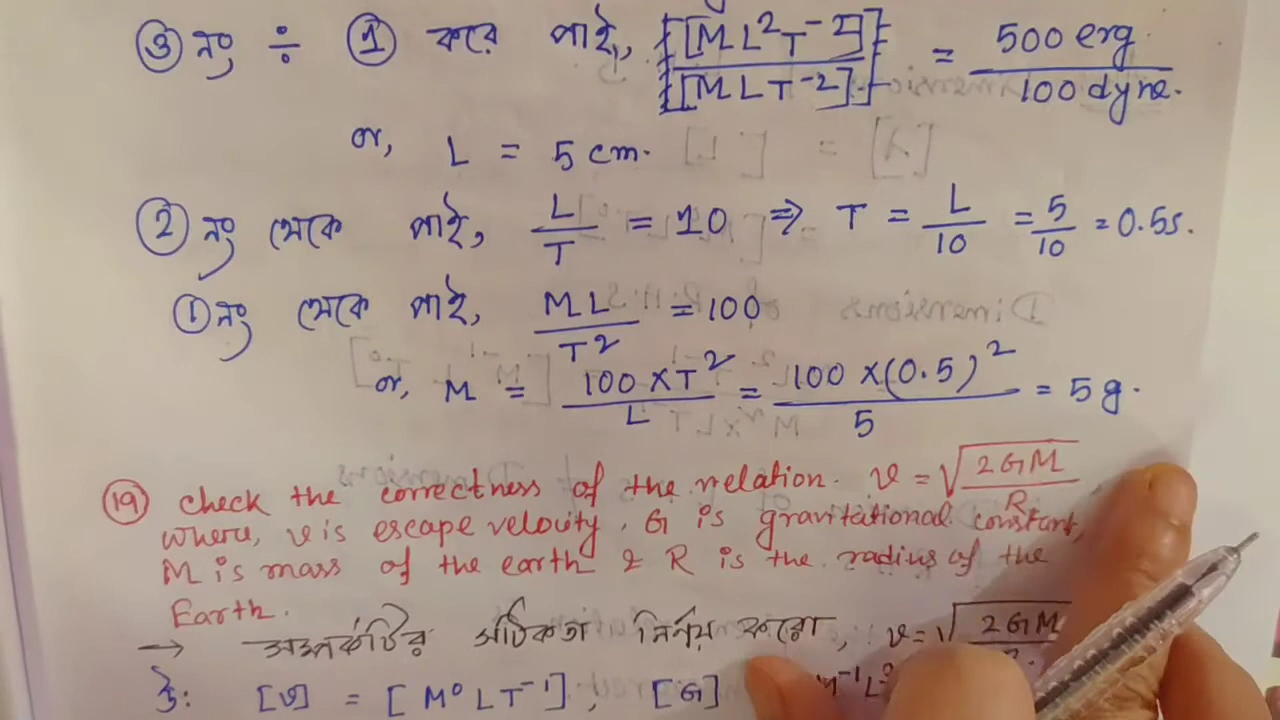 ③ নং ÷ ① করে পাই, {[ML²T⁻²]}/{[MLT⁻²]} = 500 erg./100 dyne.
or, L = 5 cm.
② নং থেকে পাই, L/T = 10 ⇒ T = L/10 = 5/10 = 0.5s.
① নং থেকে পাই, ML/T² = 100
or, M = 100 × T²/L = 100 × (0.5)²/5 = 5 g.
⑲ check the correctness of the relation. v = √2GM/R,
where, v is escape velocity, G is gravitational constant,
M is mass of the earth & R is the radius of the
Earth.
→ সম্পর্কটির সঠিকতা নির্ণয় করো, v = √2GM
উ: [v] = [M⁰LT⁻¹], [G] M⁻¹L³